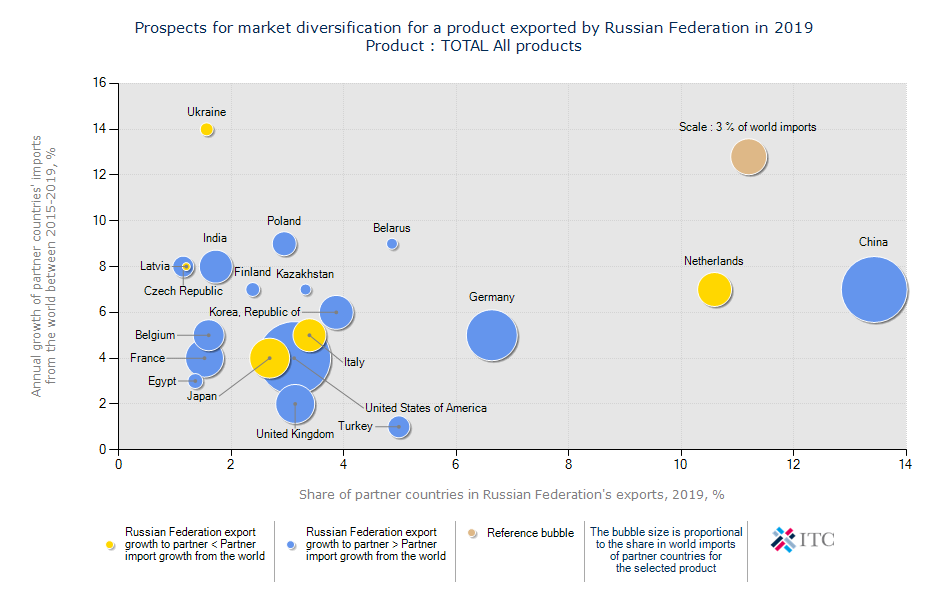 Prospects for market diversification for a product exported by Russian Federation in 2019
Product : TOTAL All products
Annual growth of partner countries' imports
from the world between 2015-2019, %
16
14
12
10
8
6
4
2
0
Ukraine
Scale : 3 % of world imports
Poland
Belarus
India
China
Latvia
Finland
Kazakhstan
Netherlands
Czech Republic
Germany
Korea, Republic of
Belgium
France
Italy
Egypt
Japan
United States of America
Turkey
United Kingdom
0
2
4
6
8
10
12
14
Share of partner countries in Russian Federation's exports, 2019, %
Russian Federation export
growth to partner < Partner
import growth from the world
Russian Federation export
growth to partner > Partner
import growth from the world
Reference bubble
The bubble size is proportional
to the share in world imports
of partner countries for
the selected product
ITC